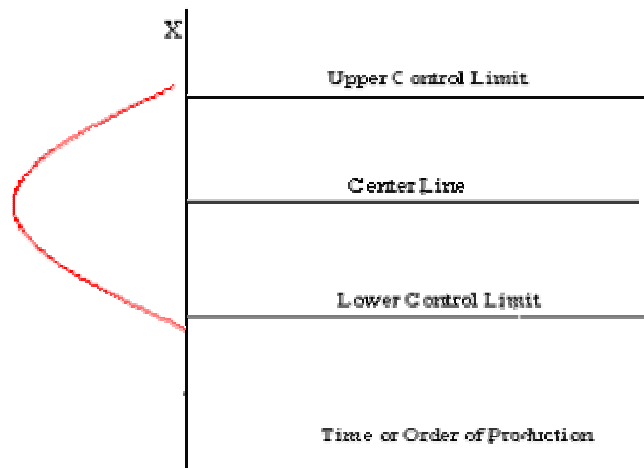 X
Upper Control Limit
Center Line
Lower Control Limit
Time or Order of Production